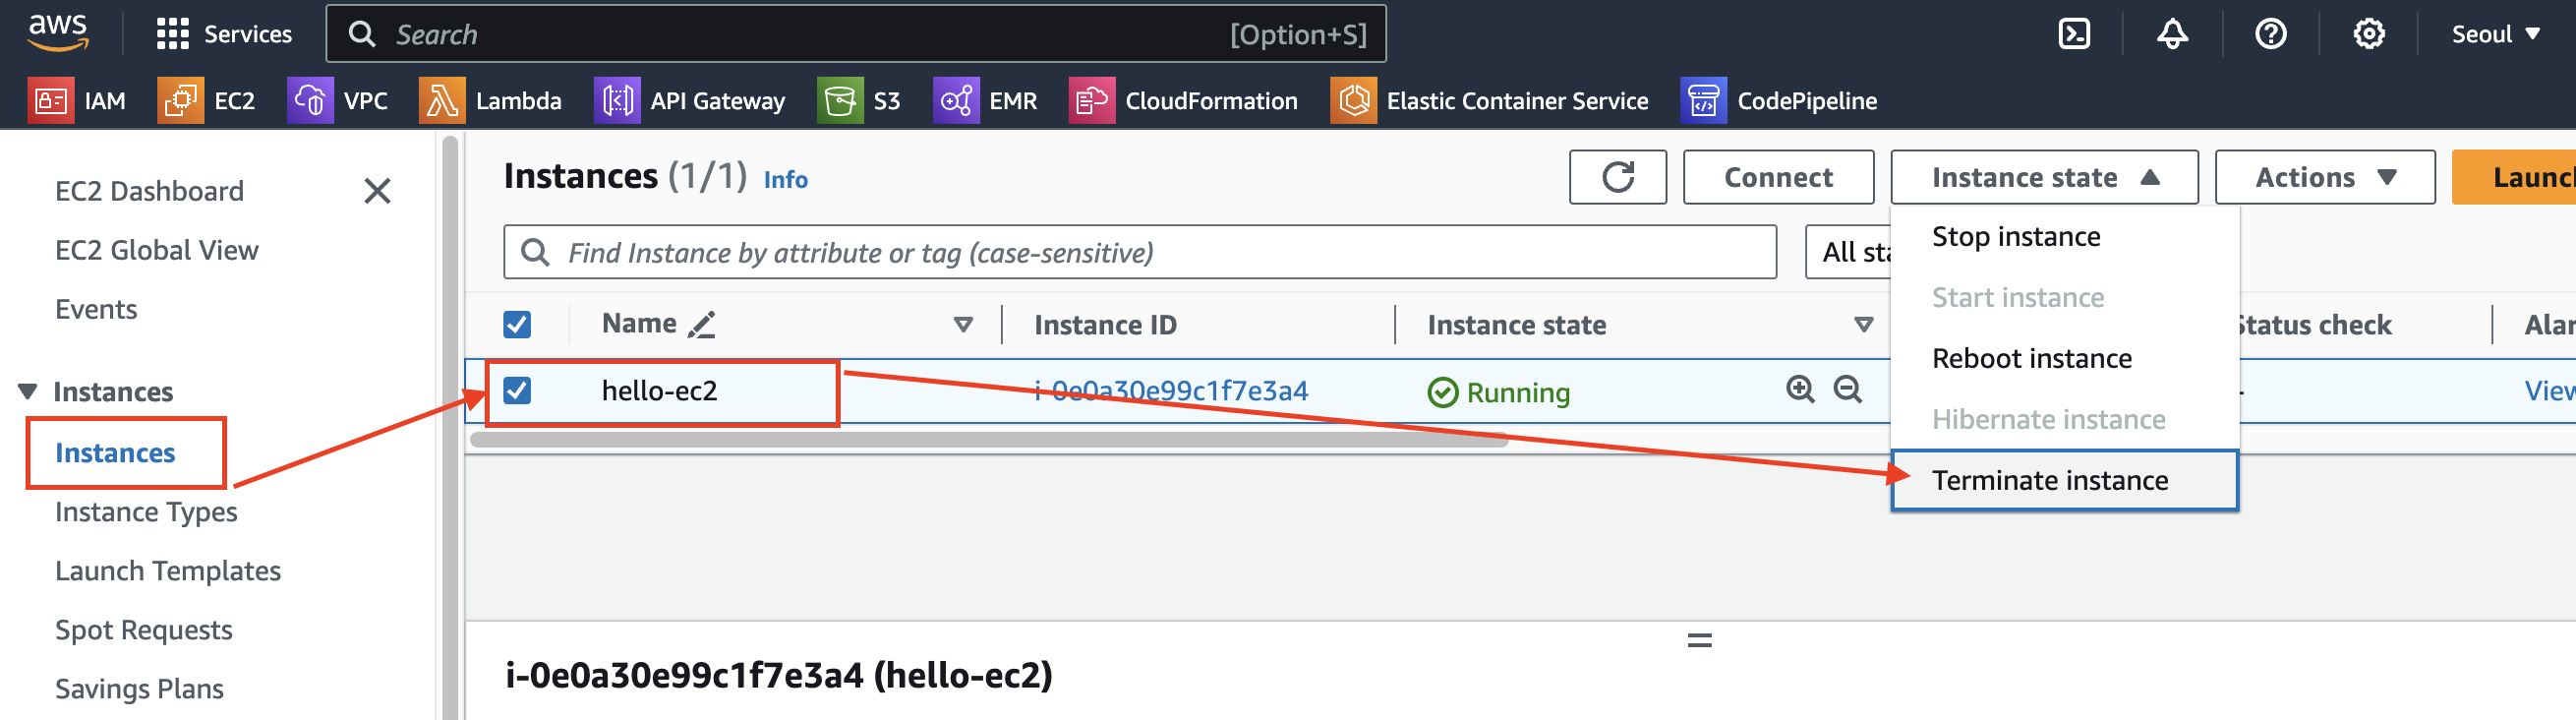 aws
Services
Search
[Option+S]
Seoul
IAM
EC2
VPC
Lambda
API Gateway
S3
EMR
CloudFormation
Elastic Container Service
CodePipeline
EC2 Dashboard
EC2 Global View
Events
Instances
Instances
Instance Types
Launch Templates
Spot Requests
Savings Plans
Instances (1/1) Info
Connect
Instance state
Actions
Find Instance by attribute or tag (case-sensitive)
All
Stop instance
Start instance
Reboot instance
Hibernate instance
Terminate instance
Name
Instance ID
Instance state
Status check
hello-ec2
i-0e0a30e99c1f7e3a4
Running
-
View
i-0e0a30e99c1f7e3a4 (hello-ec2)